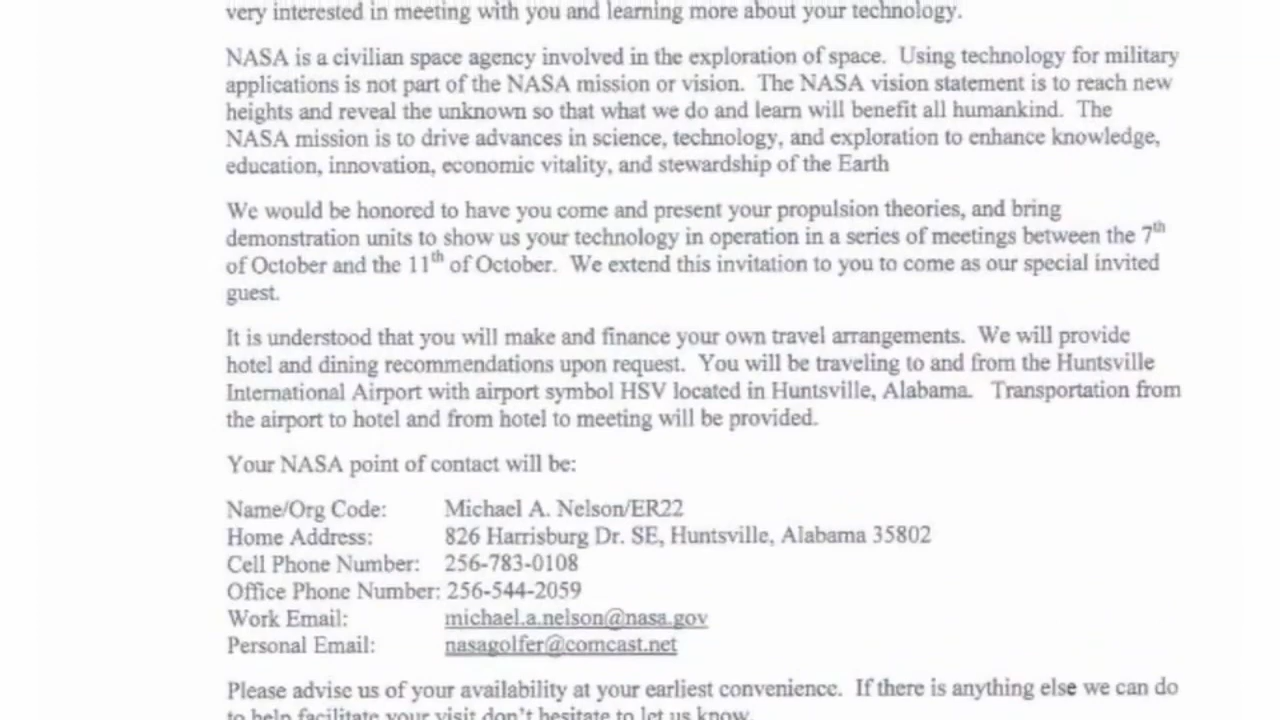 very interested in meeting with you and learning more about your technology.
NASA is a civilian space agency involved in the exploration of space. Using technology for military
applications is not part of the NASA mission or vision. The NASA vision statement is to reach new
heights and reveal the unknown so that what we do and learn will benefit all humankind. The
NASA mission is to drive advances in science, technology, and exploration to enhance knowledge,
education, innovation, economic vitality, and stewardship of the Earth
We would be honored to have you come and present your propulsion theories, and bring
demonstration units to show us your technology in operation in a series of meetings between the 7th
of October and the 11th of October. We extend this invitation to you to come as our special invited
guest.
It is understood that you will make and finance your own travel arrangements. We will provide
hotel and dining recommendations upon request. You will be traveling to and from the Huntsville
International Airport with airport symbol HSV located in Huntsville, Alabama. Transportation from
the airport to hotel and from hotel to meeting will be provided.
Your NASA point of contact will be:
Name/Org Code: Michael A. Nelson/ER22
Home Address: 826 Harrisburg Dr. SE, Huntsville, Alabama 35802
Cell Phone Number: 256-783-0108
Office Phone Number: 256-544-2059
Work Email: michael.a.nelson@nasa.gov
Personal Email: nasagolfer@comcast.net
Please advise us of your availability at your earliest convenience. If there is anything else we can do
to help facilitate your visit don't hesitate to let us know.